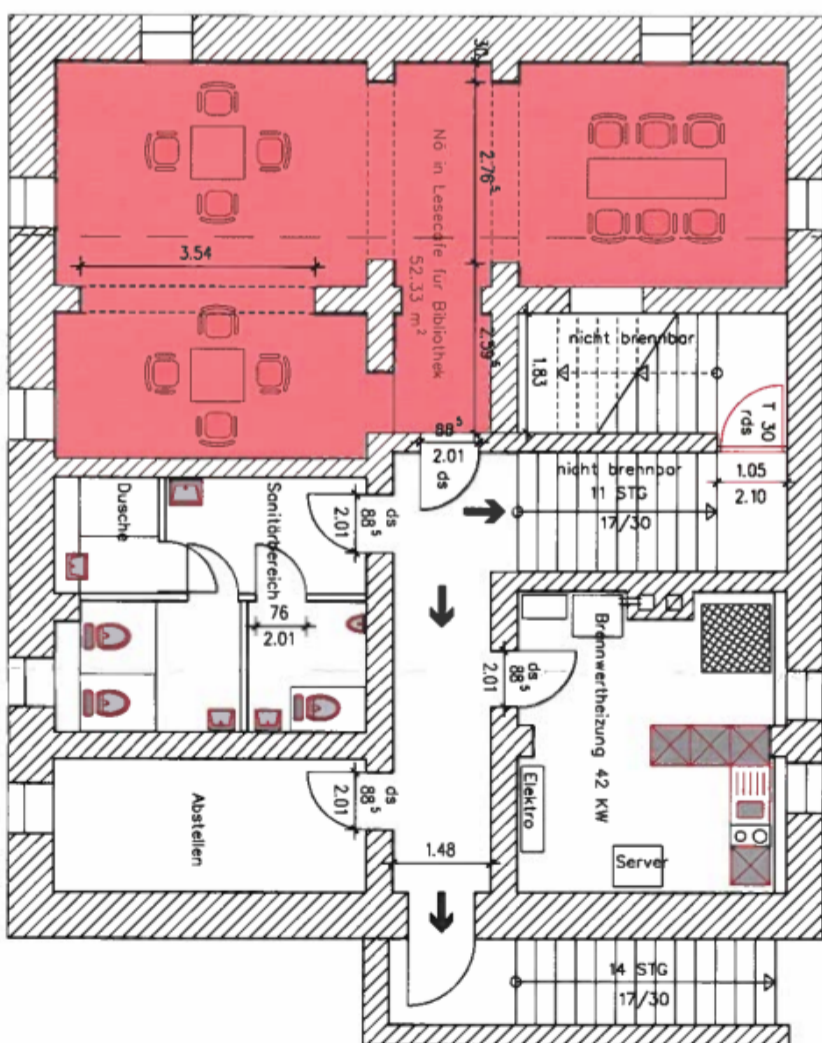 30
2.76⁵
Nö in Lesecafe für Bibliothek
52.33 m²
3.54
2.59⁵
nicht brennbar
1.83
T 30
rds
88⁵
2.01
ds
nicht brennbar
11 STG
17/30
1.05
2.10
Dusche
Sanitärbereich
ds
88⁵
2.01
76
2.01
ds
88⁵
2.01
Brennwertheizung 42 KW
ds
88⁵
2.01
Abstellen
Elektro
1.48
Server
14 STG
17/30